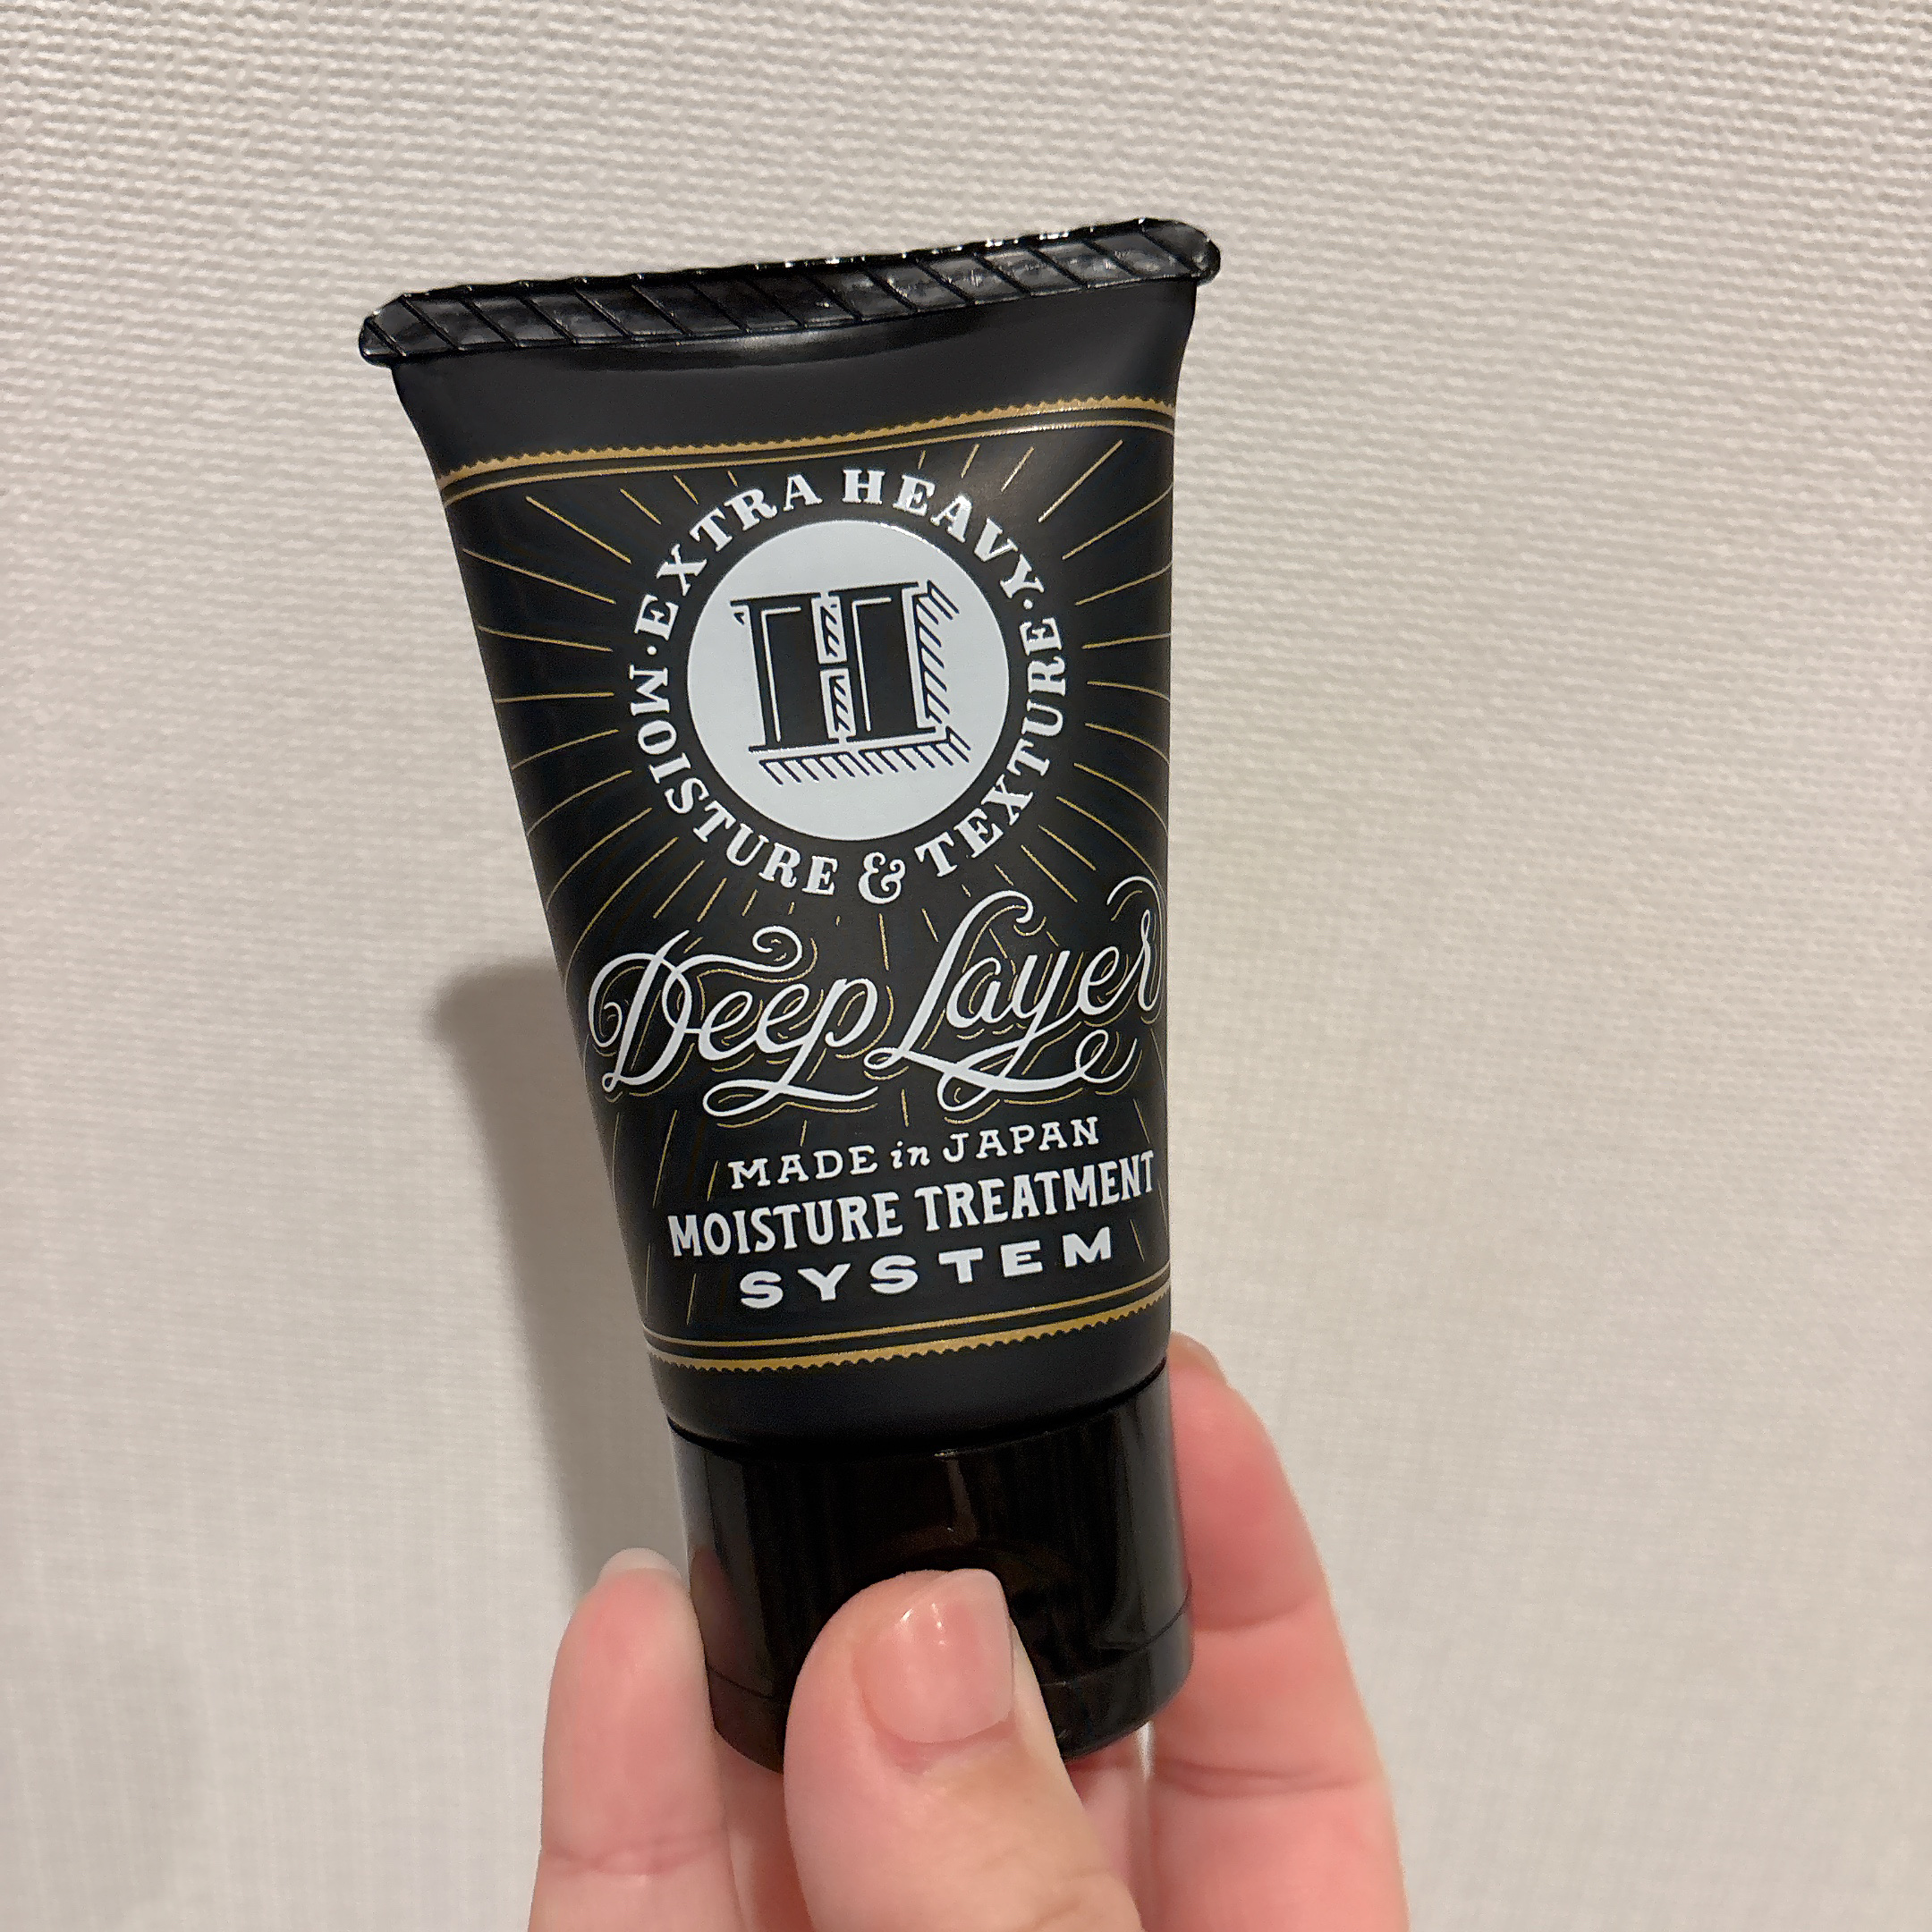 ·EXTRA HEAVY·
H
MOISTURE & TEXTURE
Deep Layer
MADE in JAPAN
MOISTURE TREATMENT
SYSTEM